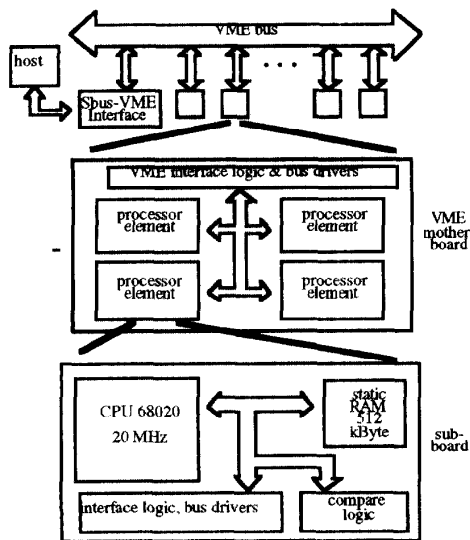 VME bus
host
. . .
Sbus-VME
Interface
VME interface logic & bus drivers
processor
element
processor
element
VME
mother
board
processor
element
processor
element
CPU 68020
20 MHz
static
RAM
512
kByte
sub-
board
interface logic, bus drivers
compare
logic